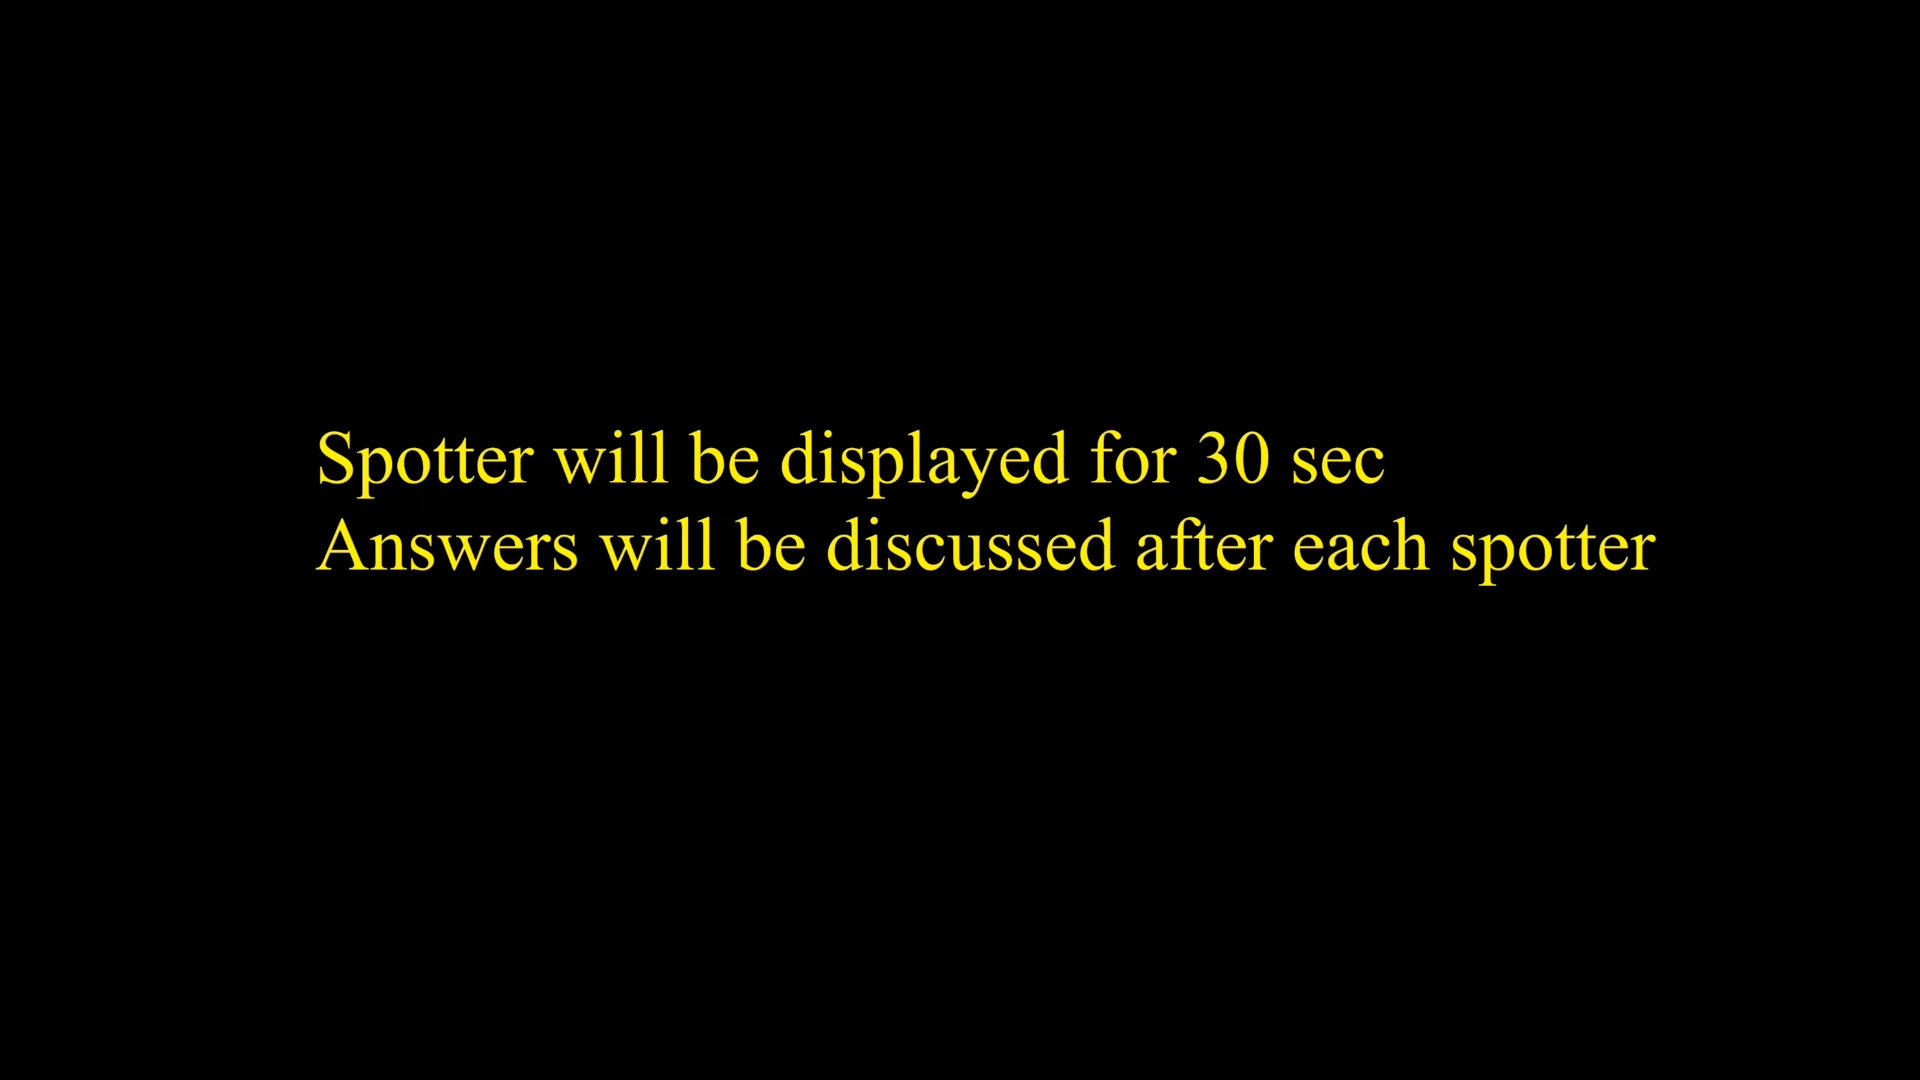 Spotter will be displayed for 30 sec
Answers will be discussed after each spotter